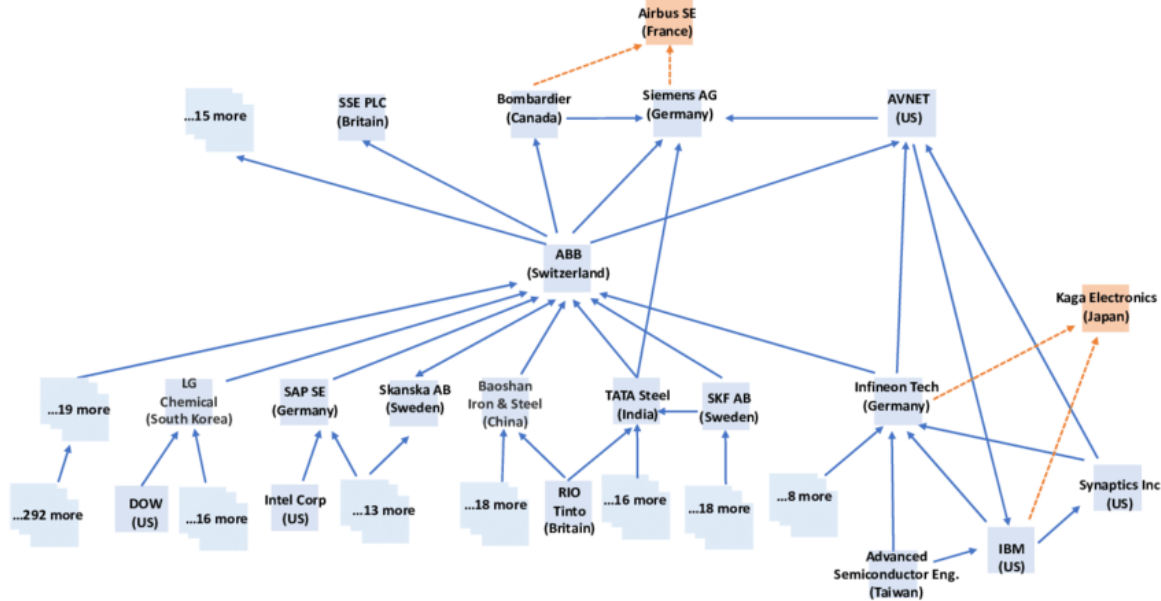 Airbus SE
(France)
...15 more
SSE PLC
(Britain)
Bombardier
(Canada)
Siemens AG
(Germany)
AVNET
(US)
ABB
(Switzerland)
Kaga Electronics
(Japan)
...19 more
LG
Chemical
(South Korea)
SAP SE
(Germany)
Skanska AB
(Sweden)
Baoshan
Iron & Steel
(China)
TATA Steel
(India)
SKF AB
(Sweden)
Infineon Tech
(Germany)
...292 more
DOW
(US)
...16 more
Intel Corp
(US)
...13 more
...18 more
RIO
Tinto
(Britain)
...16 more
...18 more
...8 more
Synaptics Inc
(US)
Advanced
Semiconductor Eng.
(Taiwan)
IBM
(US)